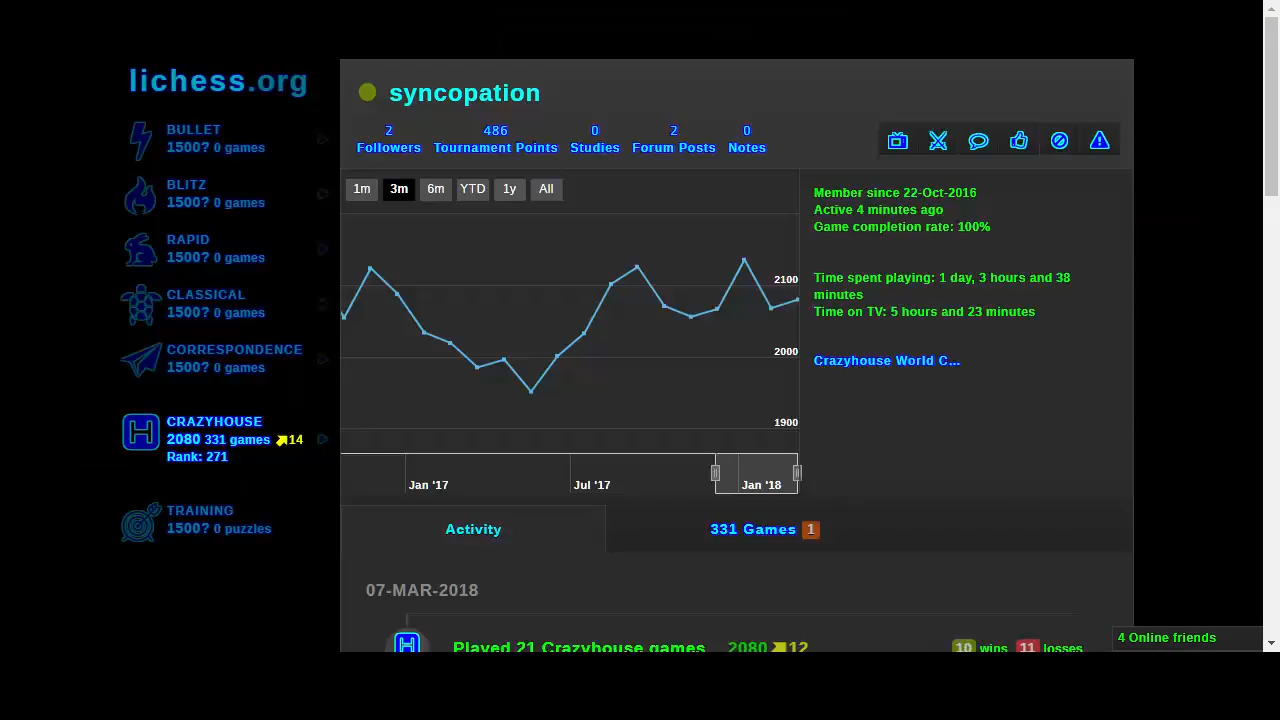 lichess.org
BULLET
1500? 0 games
BLITZ
1500? 0 games
RAPID
1500? 0 games
CLASSICAL
1500? 0 games
CORRESPONDENCE
1500? 0 games
CRAZYHOUSE
2080 331 games 14
Rank: 271
TRAINING
1500? 0 puzzles
syncopation
2 486 0 2 0
Followers Tournament Points Studies Forum Posts Notes
1m 3m 6m YTD 1y All
2100
2000
1900
Jan '17 Jul '17 Jan '18
Member since 22-Oct-2016
Active 4 minutes ago
Game completion rate: 100%
Time spent playing: 1 day, 3 hours and 38
minutes
Time on TV: 5 hours and 23 minutes
Crazyhouse World C...
Activity 331 Games 1
07-MAR-2018
Played 21 Crazyhouse games 2080 12 10 wins 11 losses
4 Online friends